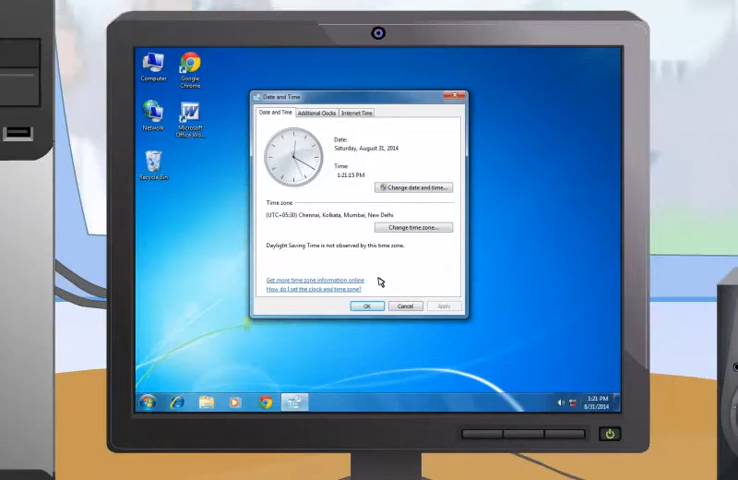 Computer
Google
Chrome
Network
Microsoft
Office Wo...
Recycle Bin
Date and Time
Date and Time
Additional Clocks
Internet Time
Date:
Saturday, August 31, 2014
Time:
1:21:15 PM
Change date and time...
Time zone
(UTC+05:30) Chennai, Kolkata, Mumbai, New Delhi
Change time zone...
Daylight Saving Time is not observed by this time zone.
Get more time zone information online
How do I set the clock and time zone?
OK
Cancel
Apply
1:21 PM
8/31/2014